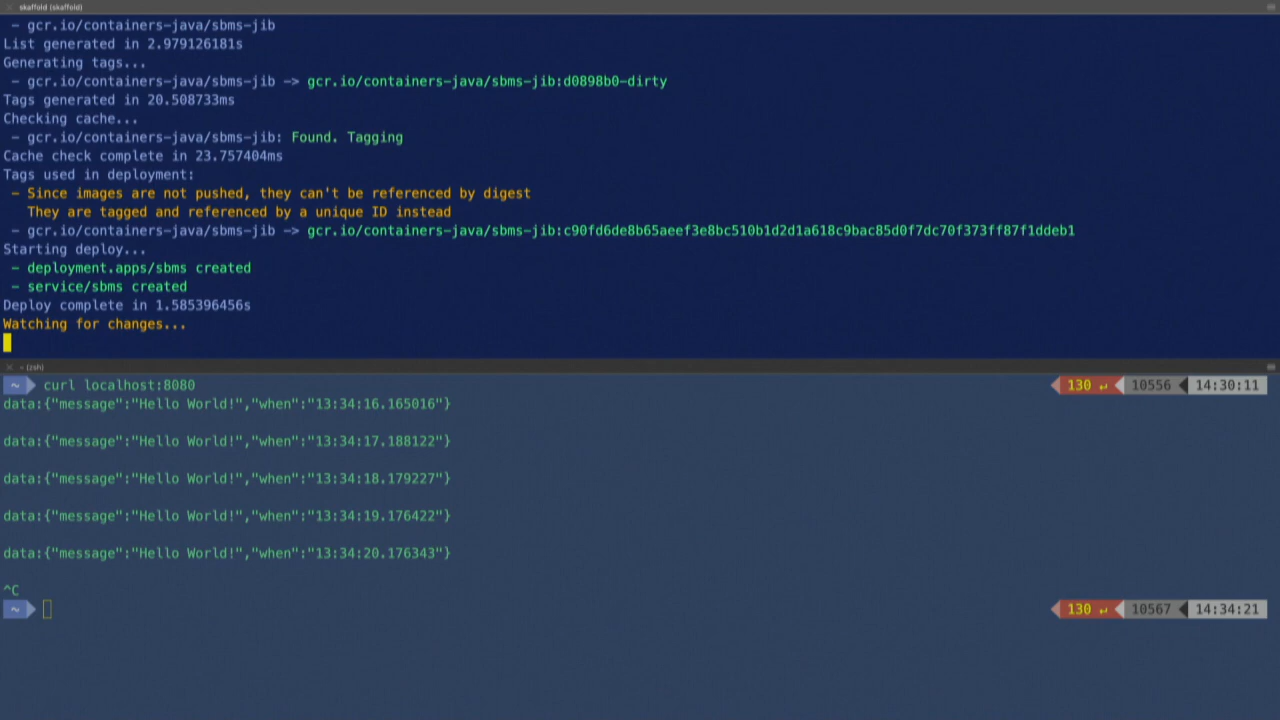 skaffold (skaffold)
- gcr.io/containers-java/sbms-jib
List generated in 2.979126181s
Generating tags...
- gcr.io/containers-java/sbms-jib -> gcr.io/containers-java/sbms-jib:d0898b0-dirty
Tags generated in 20.508733ms
Checking cache...
- gcr.io/containers-java/sbms-jib: Found. Tagging
Cache check complete in 23.757404ms
Tags used in deployment:
- Since images are not pushed, they can't be referenced by digest
They are tagged and referenced by a unique ID instead
- gcr.io/containers-java/sbms-jib -> gcr.io/containers-java/sbms-jib:c90fd6de8b65aeef3e8bc510b1d2d1a618c9bac85d0f7dc70f373ff87f1ddeb1
Starting deploy...
- deployment.apps/sbms created
- service/sbms created
Deploy complete in 1.585396456s
Watching for changes...
~ (zsh)
~ curl localhost:8080 130 ↵ 10556 14:30:11
data:{"message":"Hello World!","when":"13:34:16.165016"}
data:{"message":"Hello World!","when":"13:34:17.188122"}
data:{"message":"Hello World!","when":"13:34:18.179227"}
data:{"message":"Hello World!","when":"13:34:19.176422"}
data:{"message":"Hello World!","when":"13:34:20.176343"}
^C
~ 130 ↵ 10567 14:34:21